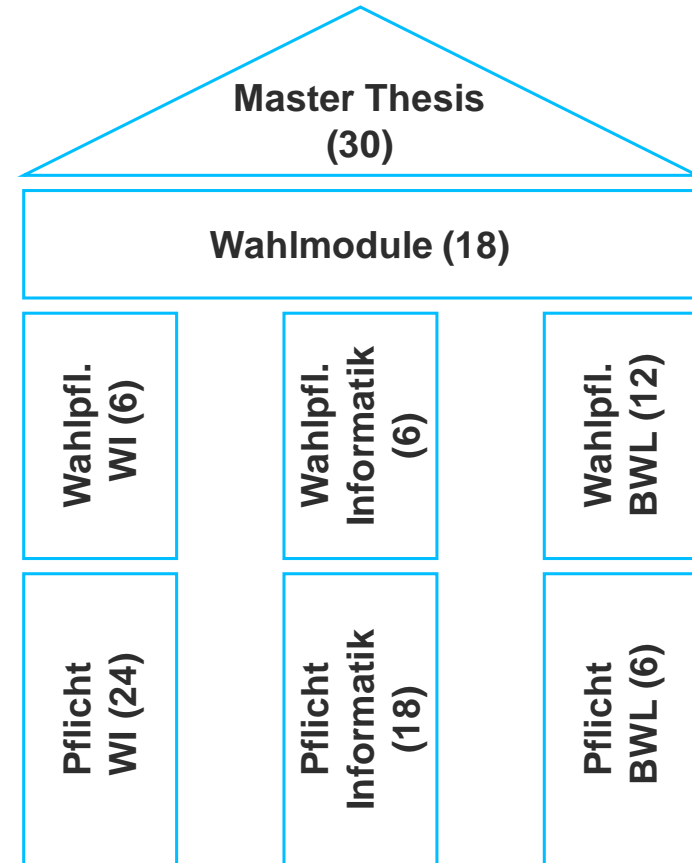 Master Thesis
(30)
Wahlmodule (18)
Wahlpfl.
WI (6)
Wahlpfl.
Informatik
(6)
Wahlpfl.
BWL (12)
Pflicht
WI (24)
Pflicht
Informatik
(18)
Pflicht
BWL (6)